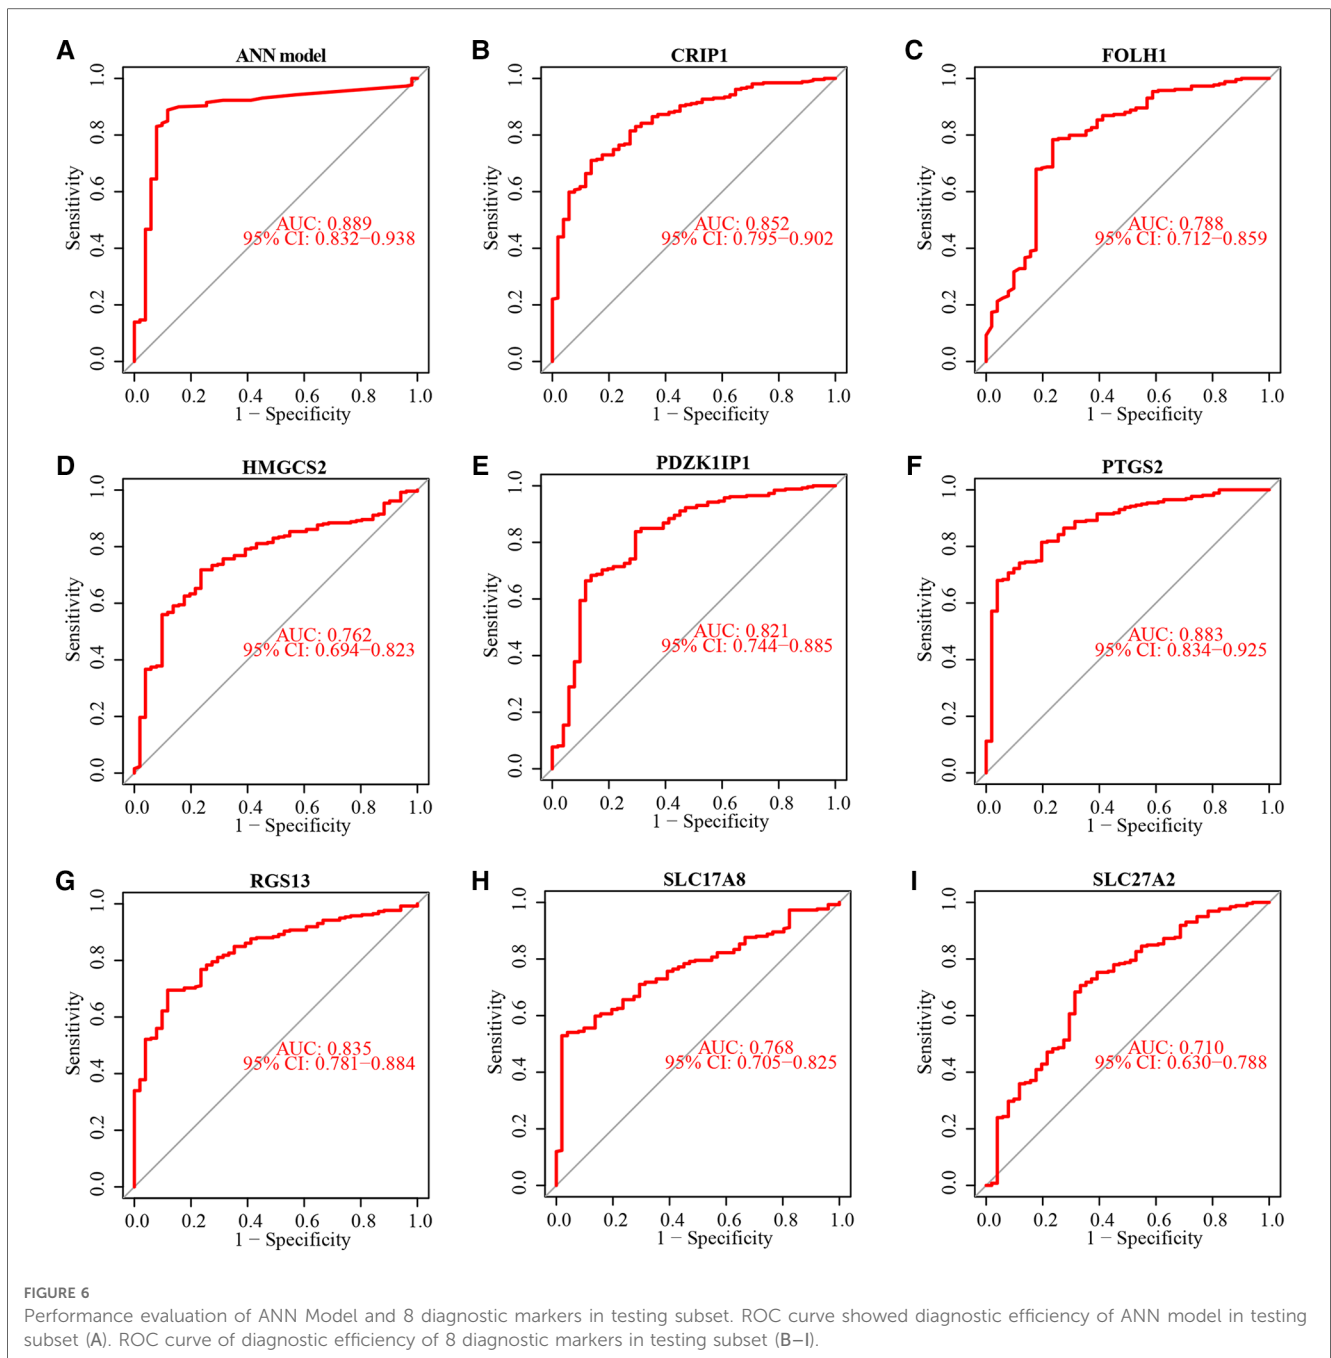 A
ANN model
Sensitivity
0.0 0.2 0.4 0.6 0.8 1.0
AUC: 0.889
95% CI: 0.832−0.938
0.0 0.2 0.4 0.6 0.8 1.0
1 − Specificity
B
CRIP1
Sensitivity
0.0 0.2 0.4 0.6 0.8 1.0
AUC: 0.852
95% CI: 0.795−0.902
0.0 0.2 0.4 0.6 0.8 1.0
1 − Specificity
C
FOLH1
Sensitivity
0.0 0.2 0.4 0.6 0.8 1.0
AUC: 0.788
95% CI: 0.712−0.859
0.0 0.2 0.4 0.6 0.8 1.0
1 − Specificity
D
HMGCS2
Sensitivity
0.0 0.2 0.4 0.6 0.8 1.0
AUC: 0.762
95% CI: 0.694−0.823
0.0 0.2 0.4 0.6 0.8 1.0
1 − Specificity
E
PDZK1IP1
Sensitivity
0.0 0.2 0.4 0.6 0.8 1.0
AUC: 0.821
95% CI: 0.744−0.885
0.0 0.2 0.4 0.6 0.8 1.0
1 − Specificity
F
PTGS2
Sensitivity
0.0 0.2 0.4 0.6 0.8 1.0
AUC: 0.883
95% CI: 0.834−0.925
0.0 0.2 0.4 0.6 0.8 1.0
1 − Specificity
G
RGS13
Sensitivity
0.0 0.2 0.4 0.6 0.8 1.0
AUC: 0.835
95% CI: 0.781−0.884
0.0 0.2 0.4 0.6 0.8 1.0
1 − Specificity
H
SLC17A8
Sensitivity
0.0 0.2 0.4 0.6 0.8 1.0
AUC: 0.768
95% CI: 0.705−0.825
0.0 0.2 0.4 0.6 0.8 1.0
1 − Specificity
I
SLC27A2
Sensitivity
0.0 0.2 0.4 0.6 0.8 1.0
AUC: 0.710
95% CI: 0.630−0.788
0.0 0.2 0.4 0.6 0.8 1.0
1 − Specificity
FIGURE 6
Performance evaluation of ANN Model and 8 diagnostic markers in testing subset. ROC curve showed diagnostic efficiency of ANN model in testing
subset (A). ROC curve of diagnostic efficiency of 8 diagnostic markers in testing subset (B–I).